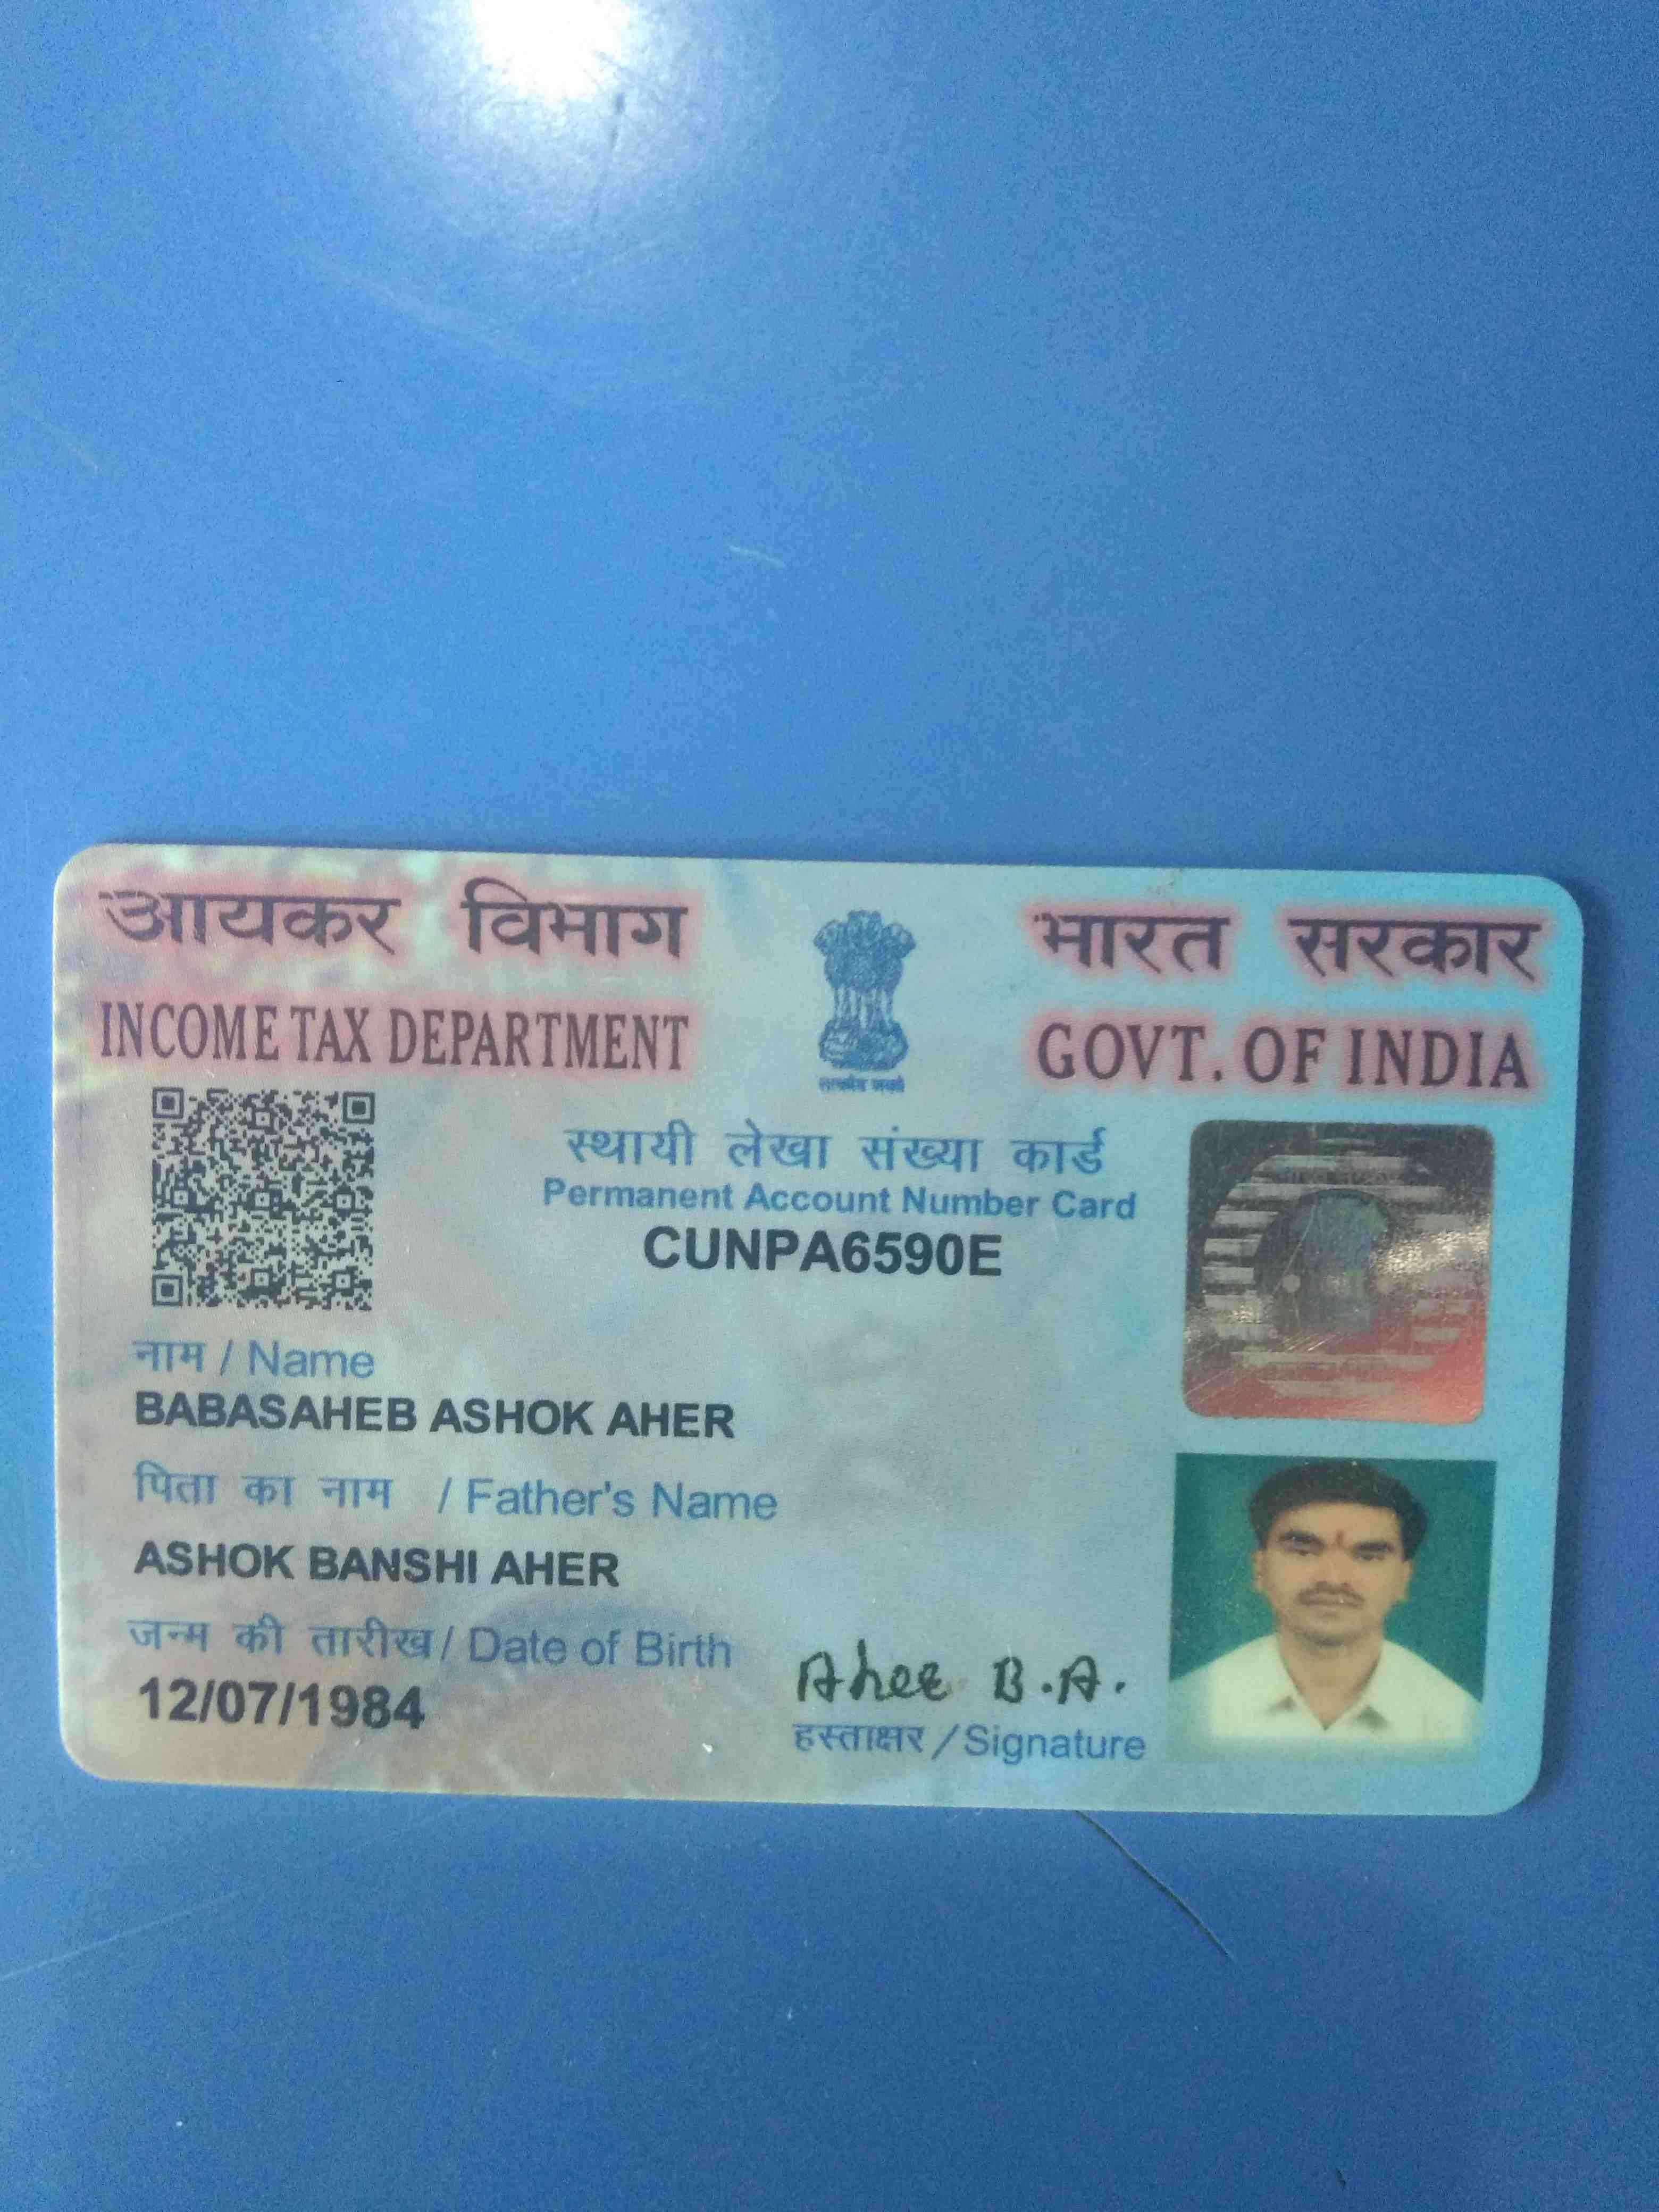 आयकर विभाग
INCOME TAX DEPARTMENT
भारत सरकार
GOVT. OF INDIA
सत्यमेव जयते
स्थायी लेखा संख्या कार्ड
Permanent Account Number Card
CUNPA6590E
नाम / Name
BABASAHEB ASHOK AHER
पिता का नाम / Father's Name
ASHOK BANSHI AHER
जन्म की तारीख / Date of Birth
12/07/1984
Aher B.A.
हस्ताक्षर / Signature